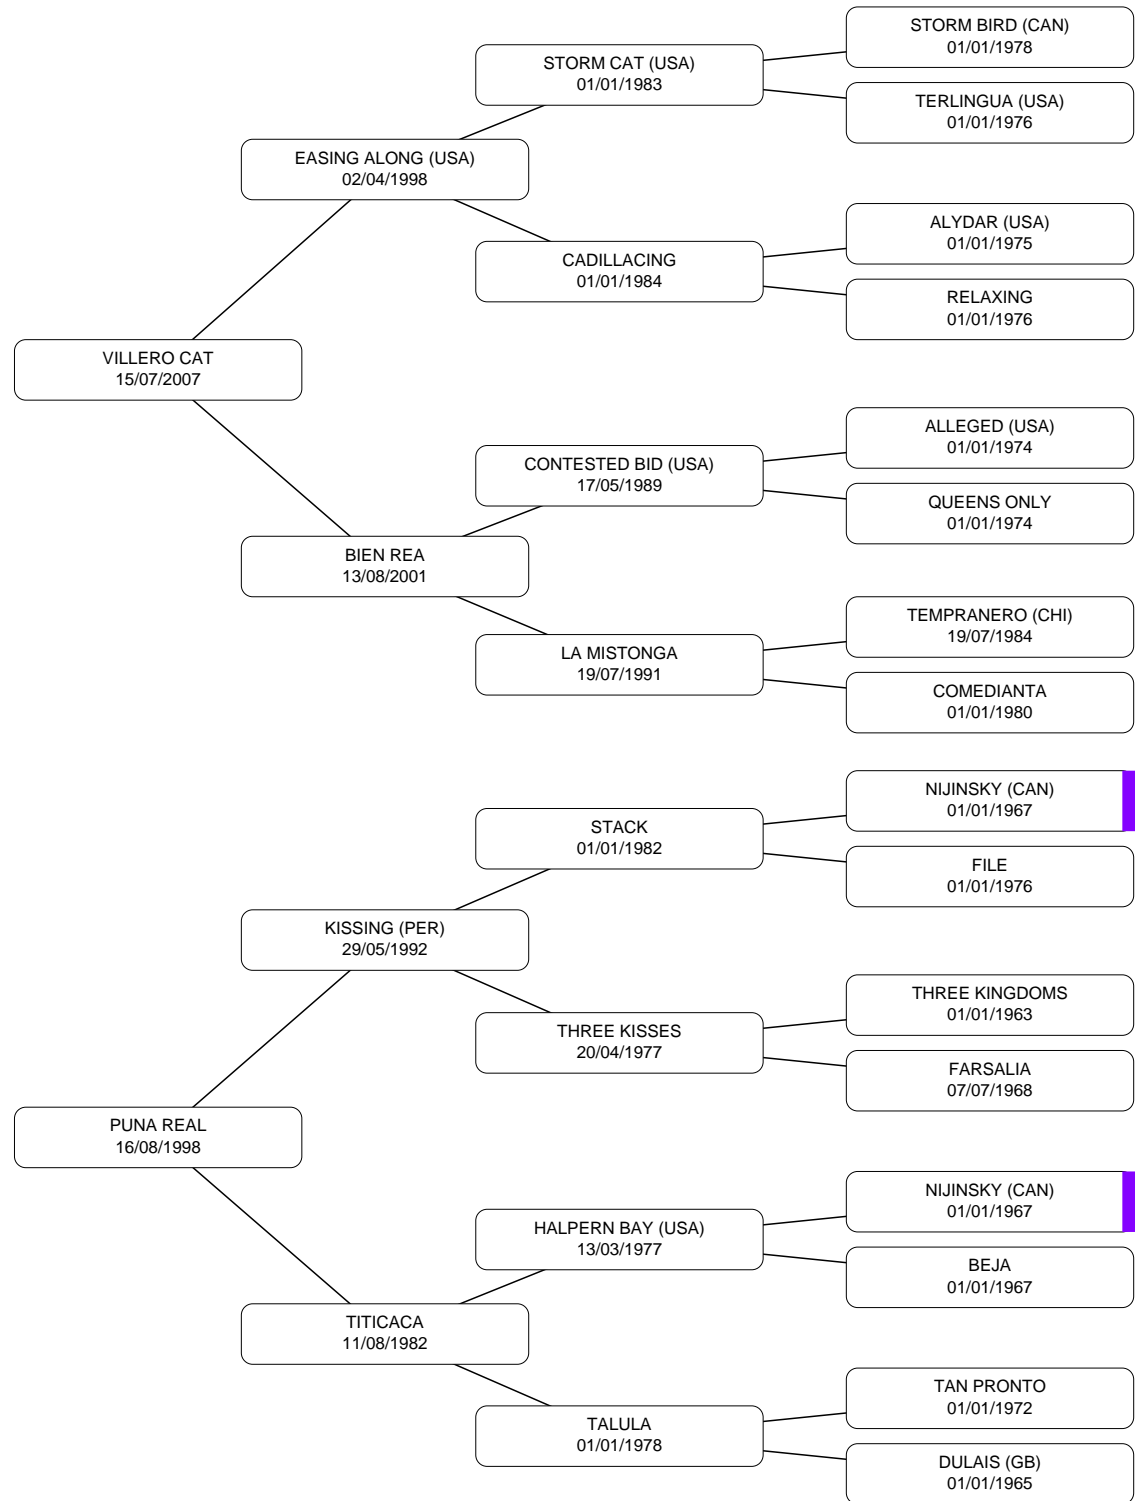 STORM BIRD (CAN)
01/01/1978
STORM CAT (USA)
01/01/1983
TERLINGUA (USA)
01/01/1976
EASING ALONG (USA)
02/04/1998
ALYDAR (USA)
01/01/1975
CADILLACING
01/01/1984
RELAXING
01/01/1976
VILLERO CAT
15/07/2007
ALLEGED (USA)
01/01/1974
CONTESTED BID (USA)
17/05/1989
QUEENS ONLY
01/01/1974
BIEN REA
13/08/2001
TEMPRANERO (CHI)
19/07/1984
LA MISTONGA
19/07/1991
COMEDIANTA
01/01/1980
NIJINSKY (CAN)
01/01/1967
STACK
01/01/1982
FILE
01/01/1976
KISSING (PER)
29/05/1992
THREE KINGDOMS
01/01/1963
THREE KISSES
20/04/1977
FARSALIA
07/07/1968
PUNA REAL
16/08/1998
NIJINSKY (CAN)
01/01/1967
HALPERN BAY (USA)
13/03/1977
BEJA
01/01/1967
TITICACA
11/08/1982
TAN PRONTO
01/01/1972
TALULA
01/01/1978
DULAIS (GB)
01/01/1965